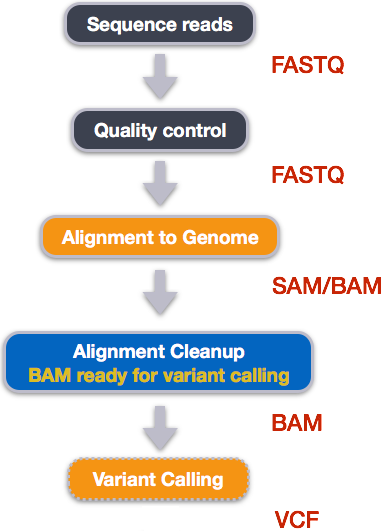 Sequence reads
FASTQ
Quality control
FASTQ
Alignment to Genome
SAM/BAM
Alignment Cleanup
BAM ready for variant calling
BAM
Variant Calling
VCF